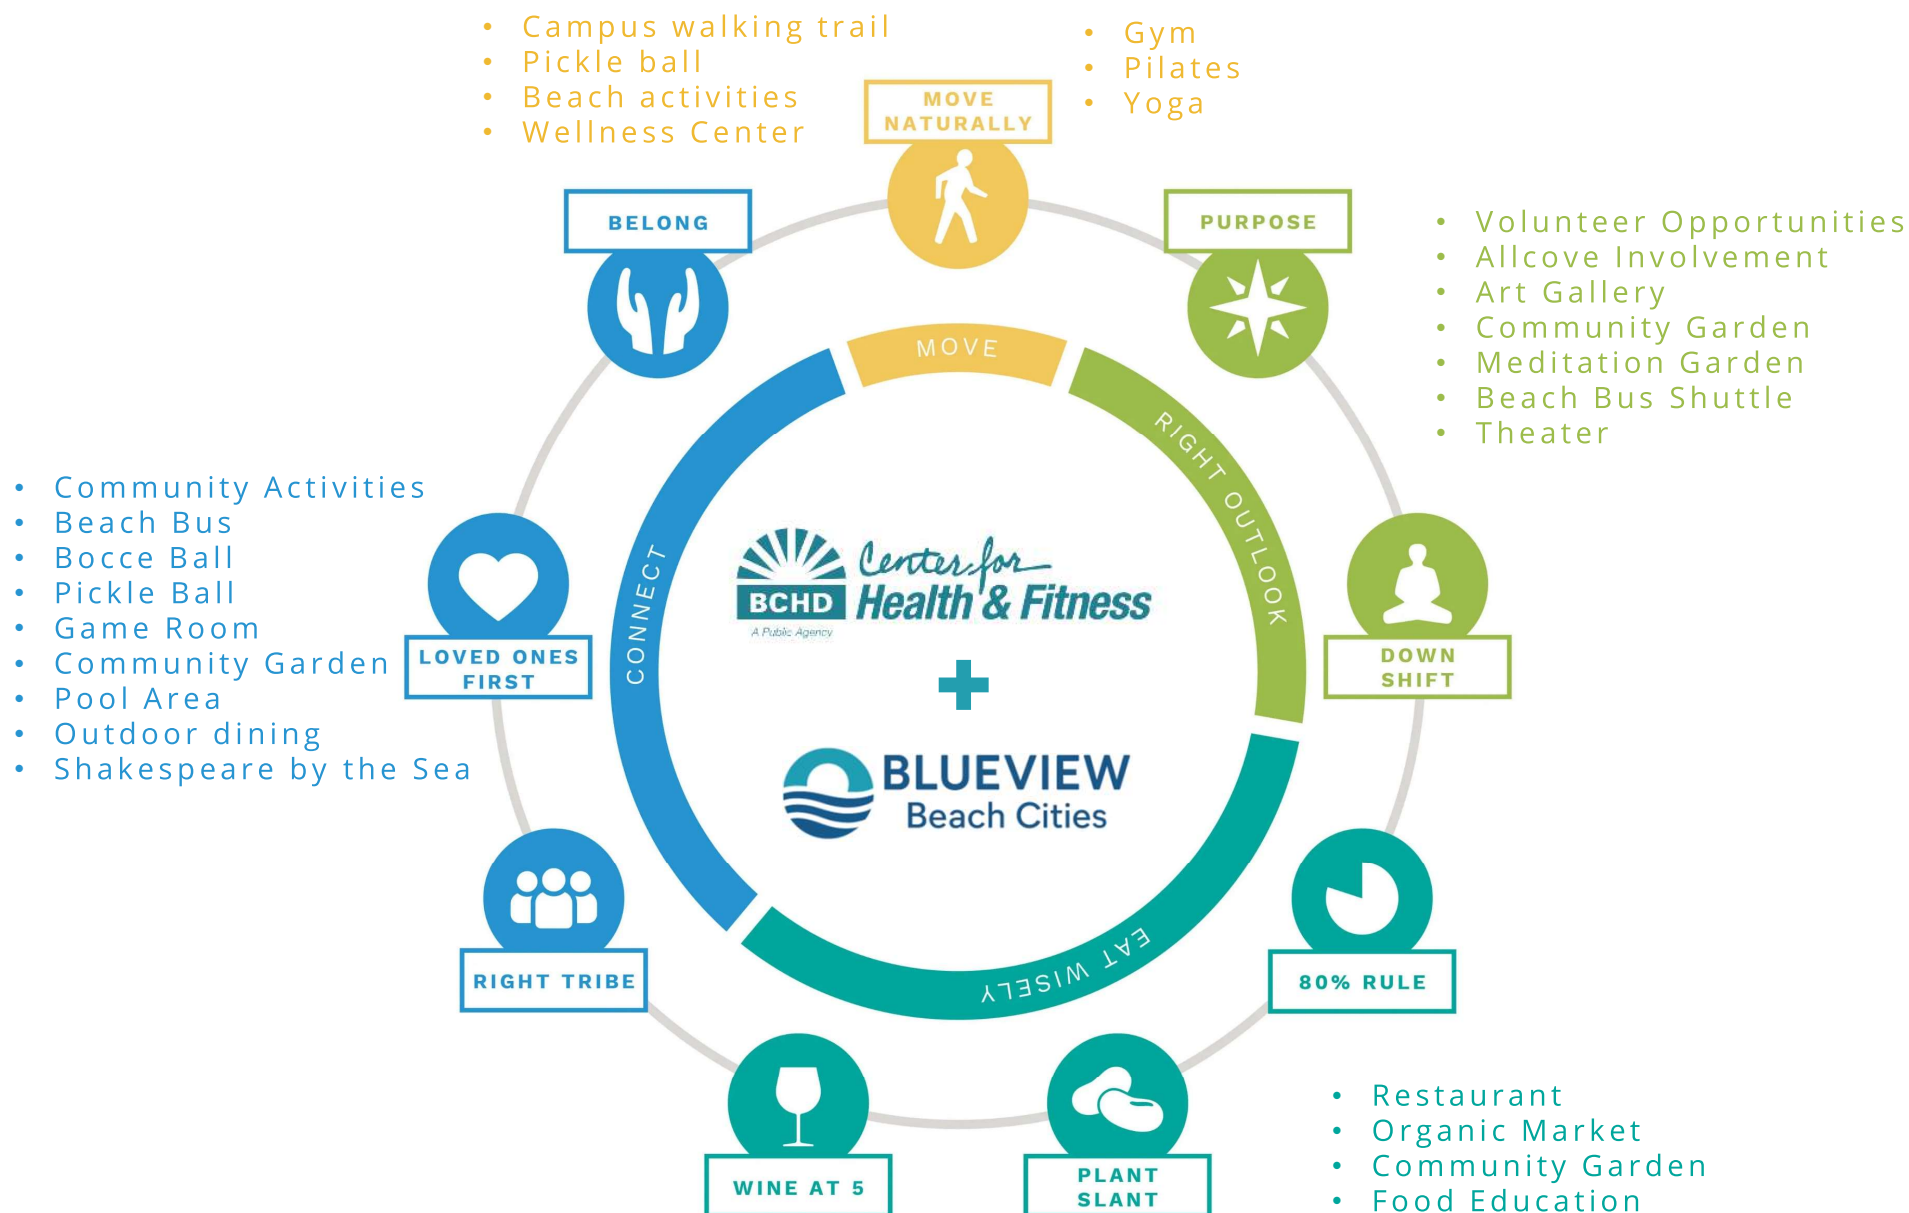 • Campus walking trail
• Pickle ball
• Beach activities
• Wellness Center
• Gym
• Pilates
• Yoga
MOVE
NATURALLY
BELONG
PURPOSE
• Volunteer Opportunities
• Allcove Involvement
• Art Gallery
• Community Garden
• Meditation Garden
• Beach Bus Shuttle
• Theater
MOVE
RIGHT OUTLOOK
• Community Activities
• Beach Bus
• Bocce Ball
• Pickle Ball
• Game Room
• Community Garden
• Pool Area
• Outdoor dining
• Shakespeare by the Sea
LOVED ONES
FIRST
CONNECT
BCHD
A Public Agency
Center for
Health & Fitness
+
BLUEVIEW
Beach Cities
DOWN
SHIFT
RIGHT TRIBE
EAT WISELY
80% RULE
WINE AT 5
PLANT
SLANT
• Restaurant
• Organic Market
• Community Garden
• Food Education